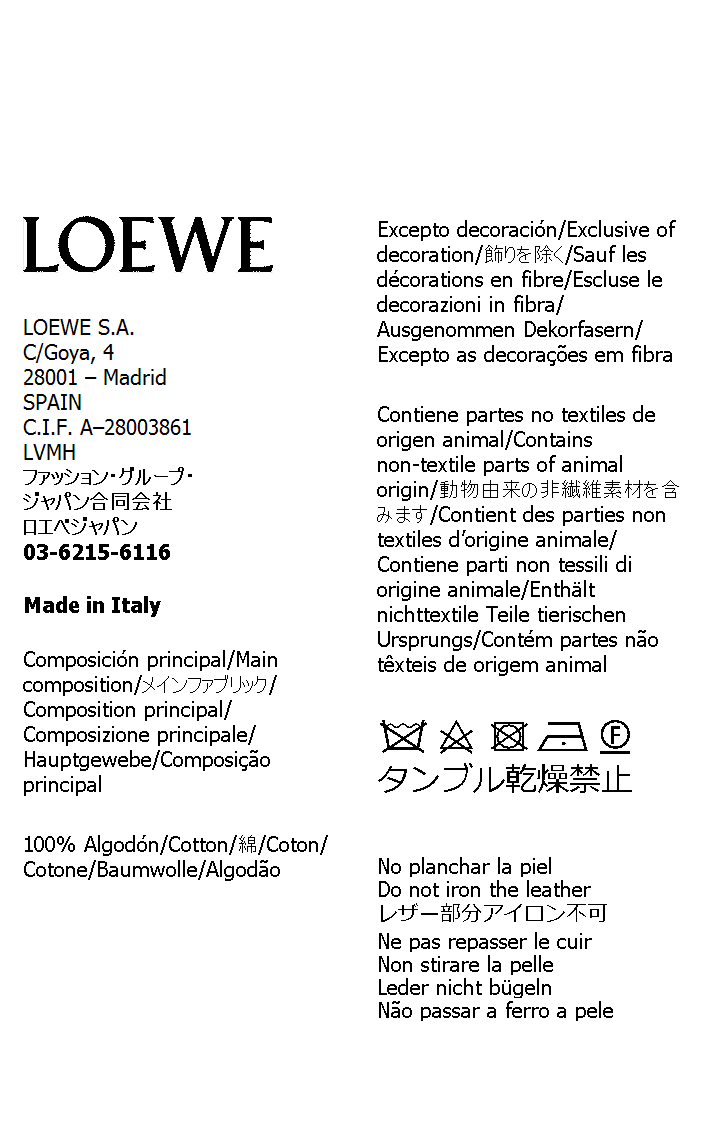 LOEWE
LOEWE S.A.
C/Goya, 4
28001 – Madrid
SPAIN
C.I.F. A–28003861
LVMH
ファッション・グループ・
ジャパン合同会社
ロエベジャパン
03-6215-6116
Made in Italy
Composición principal/Main
composition/メインファブリック/
Composition principal/
Composizione principale/
Hauptgewebe/Composição
principal
100% Algodón/Cotton/綿/Coton/
Cotone/Baumwolle/Algodão
Excepto decoración/Exclusive of
decoration/飾りを除く/Sauf les
décorations en fibre/Escluse le
decorazioni in fibra/
Ausgenommen Dekorfasern/
Excepto as decorações em fibra
Contiene partes no textiles de
origen animal/Contains
non-textile parts of animal
origin/動物由来の非繊維素材を含
みます/Contient des parties non
textiles d’origine animale/
Contiene parti non tessili di
origine animale/Enthält
nichttextile Teile tierischen
Ursprungs/Contém partes não
têxteis de origem animal
F
タンブル乾燥禁止
No planchar la piel
Do not iron the leather
レザー部分アイロン不可
Ne pas repasser le cuir
Non stirare la pelle
Leder nicht bügeln
Não passar a ferro a pele